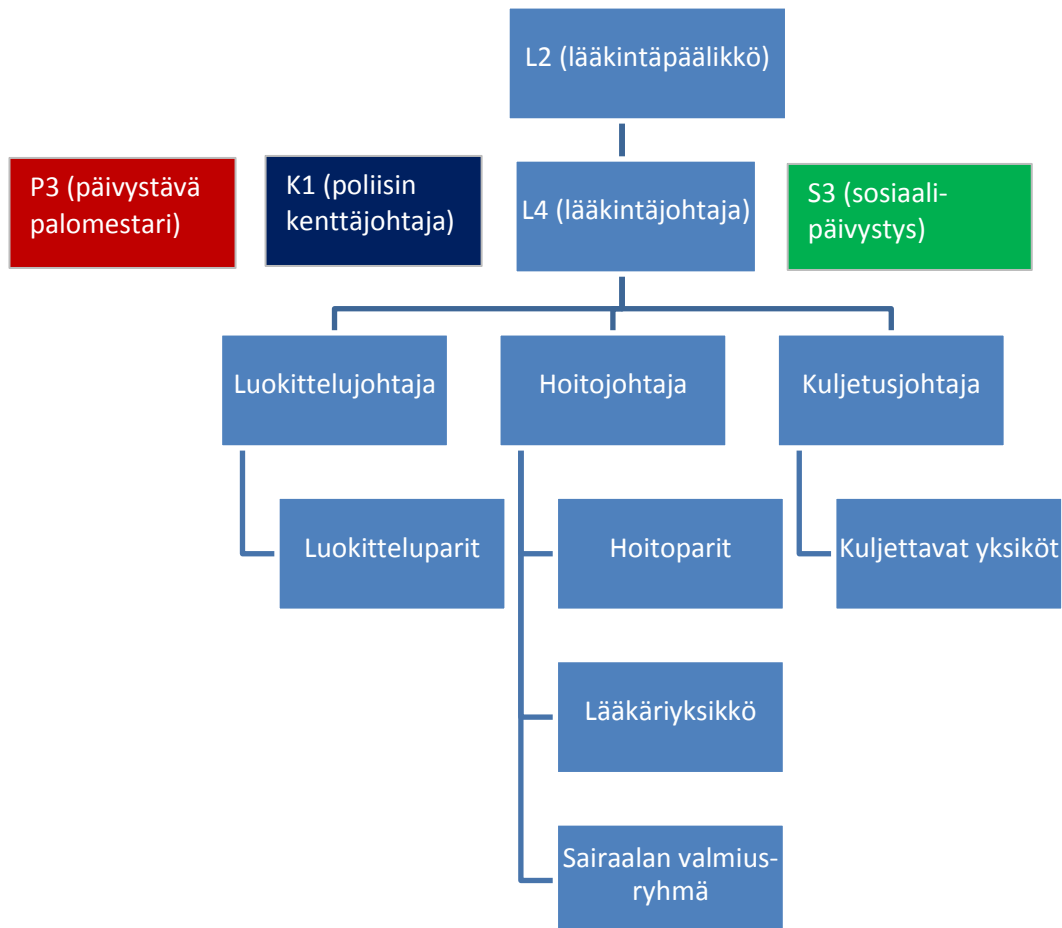 L2 (lääkintäpäälikkö)
P3 (päivystävä
palomestari)
K1 (poliisin
kenttäjohtaja)
L4 (lääkintäjohtaja)
S3 (sosiaali-
päivystys)
Luokittelujohtaja
Hoitojohtaja
Kuljetusjohtaja
Luokitteluparit
Hoitoparit
Kuljettavat yksiköt
Lääkäriyksikkö
Sairaalan valmius-
ryhmä